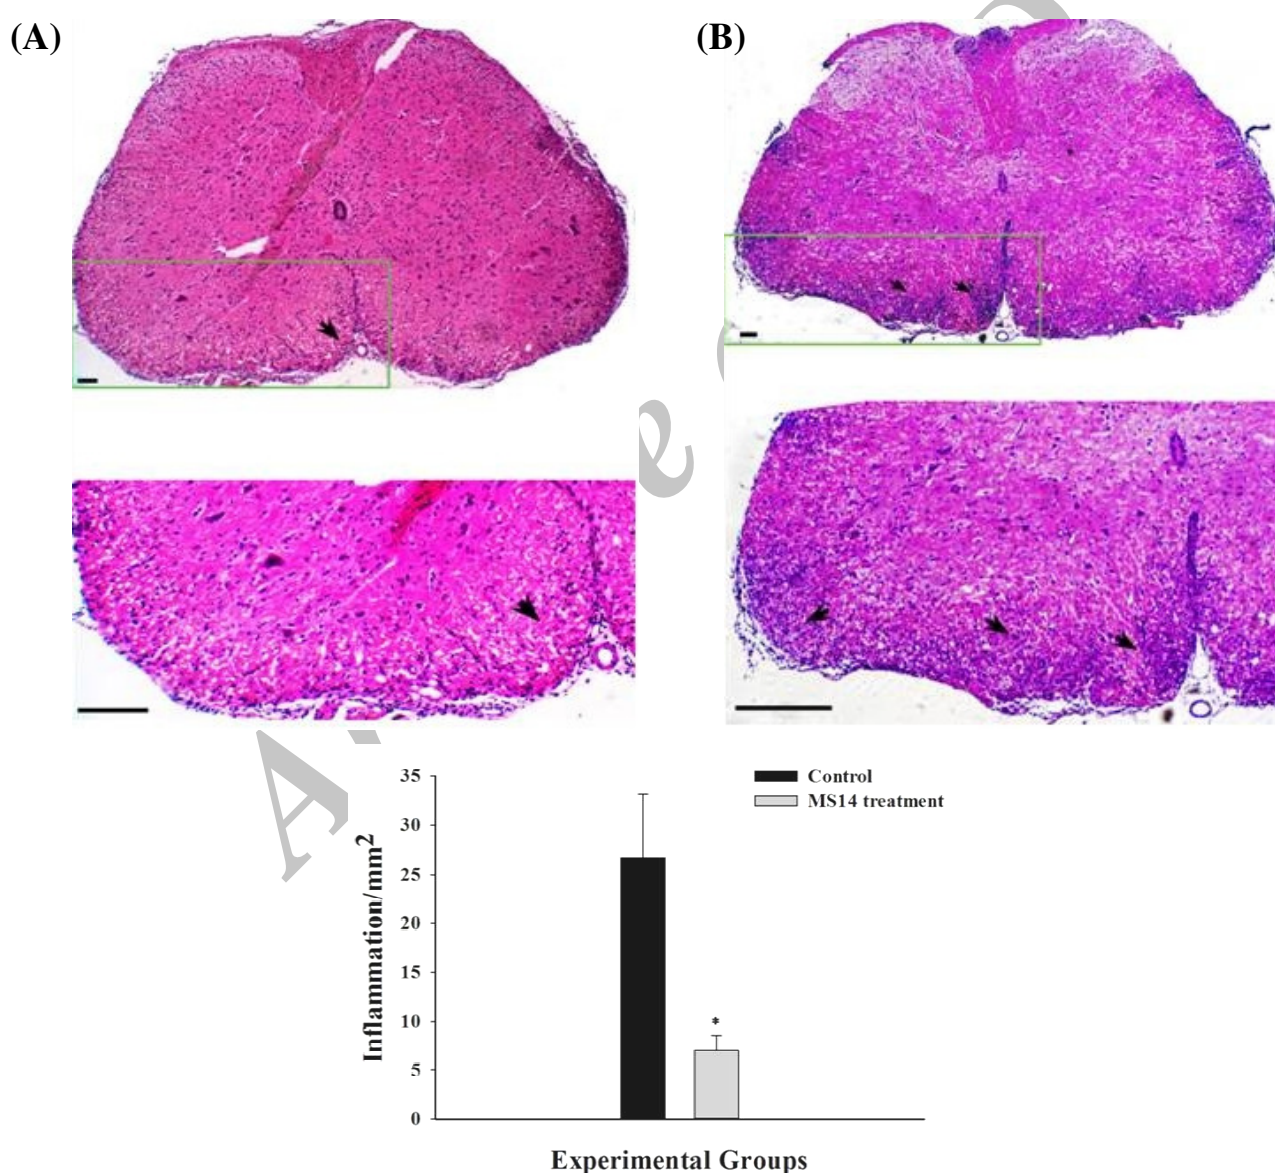 (A)
(B)
35
30
25
20
15
10
5
0
Inflammation/mm²
Control
MS14 treatment
*
Experimental Groups